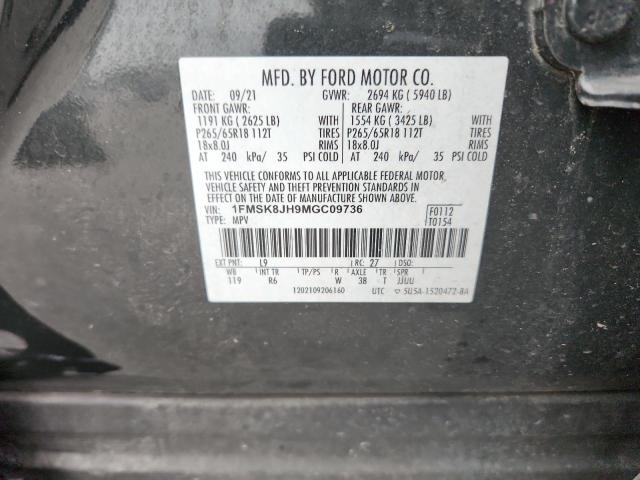 MFD. BY FORD MOTOR CO.
DATE: 09/21 GVWR: 2694 KG ( 5940 LB)
FRONT GAWR: REAR GAWR:
1191 KG ( 2625 LB) WITH 1554 KG ( 3425 LB) WITH
P265/65R18 112T TIRES P265/65R18 112T TIRES
18x8.0J RIMS 18x8.0J RIMS
AT 240 kPa/ 35 PSI COLD AT 240 kPa/ 35 PSI COLD
THIS VEHICLE CONFORMS TO ALL APPLICABLE FEDERAL MOTOR
VEHICLE SAFETY AND THEFT PREVENTION STANDARDS IN
EFFECT ON THE DATE OF MANUFACTURE SHOWN ABOVE.
VIN: 1FMSK8JH9MGC09736 F0112
TYPE: MPV T0154
EXT PNT: L9 RC: 27 DSO:
WB INT TR TP/PS R AXLE TR SPR
119 R6 W 38 T JJUU
1202109206160 UTC 5U5A-1520472-BA